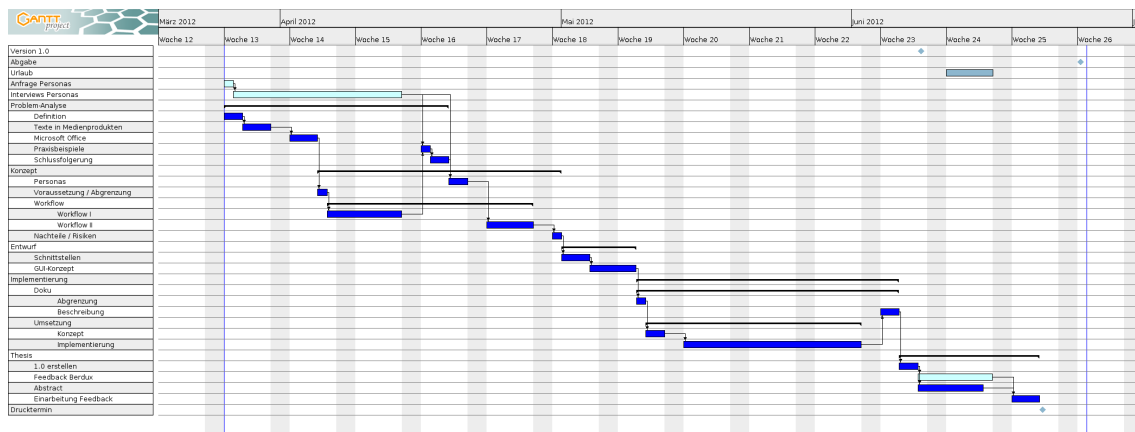 GANTT
project
März 2012
April 2012
Mai 2012
Juni 2012
Woche 12
Woche 13
Woche 14
Woche 15
Woche 16
Woche 17
Woche 18
Woche 19
Woche 20
Woche 21
Woche 22
Woche 23
Woche 24
Woche 25
Woche 26
Version 1.0
Abgabe
Urlaub
Anfrage Personas
Interviews Personas
Problem-Analyse
Definition
Texte in Medienprodukten
Microsoft Office
Praxisbeispiele
Schlussfolgerung
Konzept
Personas
Voraussetzung / Abgrenzung
Workflow
Workflow I
Workflow II
Nachteile / Risiken
Entwurf
Schnittstellen
GUI-Konzept
Implementierung
Doku
Abgrenzung
Beschreibung
Umsetzung
Konzept
Implementierung
Thesis
1.0 erstellen
Feedback Berdux
Abstract
Einarbeitung Feedback
Drucktermin